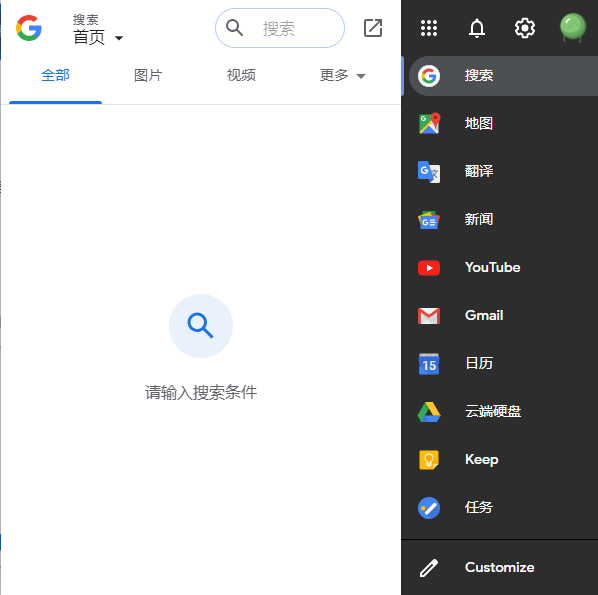 搜索
首页
搜索
全部 图片 视频 更多
请输入搜索条件
搜索
地图
翻译
新闻
YouTube
Gmail
15
日历
云端硬盘
Keep
任务
Customize